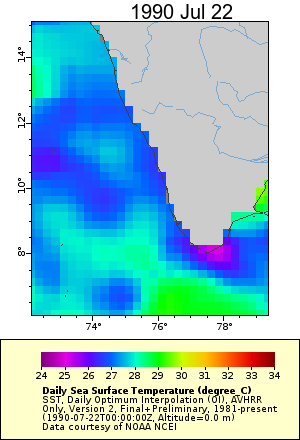 1990 Jul 22
14°
12°
10°
8°
74° 76° 78°
24 25 26 27 28 29 30 31 32 33 34
Daily Sea Surface Temperature (degree_C)
SST, Daily Optimum Interpolation (OI), AVHRR
Only, Version 2, Final+Preliminary, 1981-present
(1990-07-22T00:00:00Z, Altitude=0.0 m)
Data courtesy of NOAA NCEI